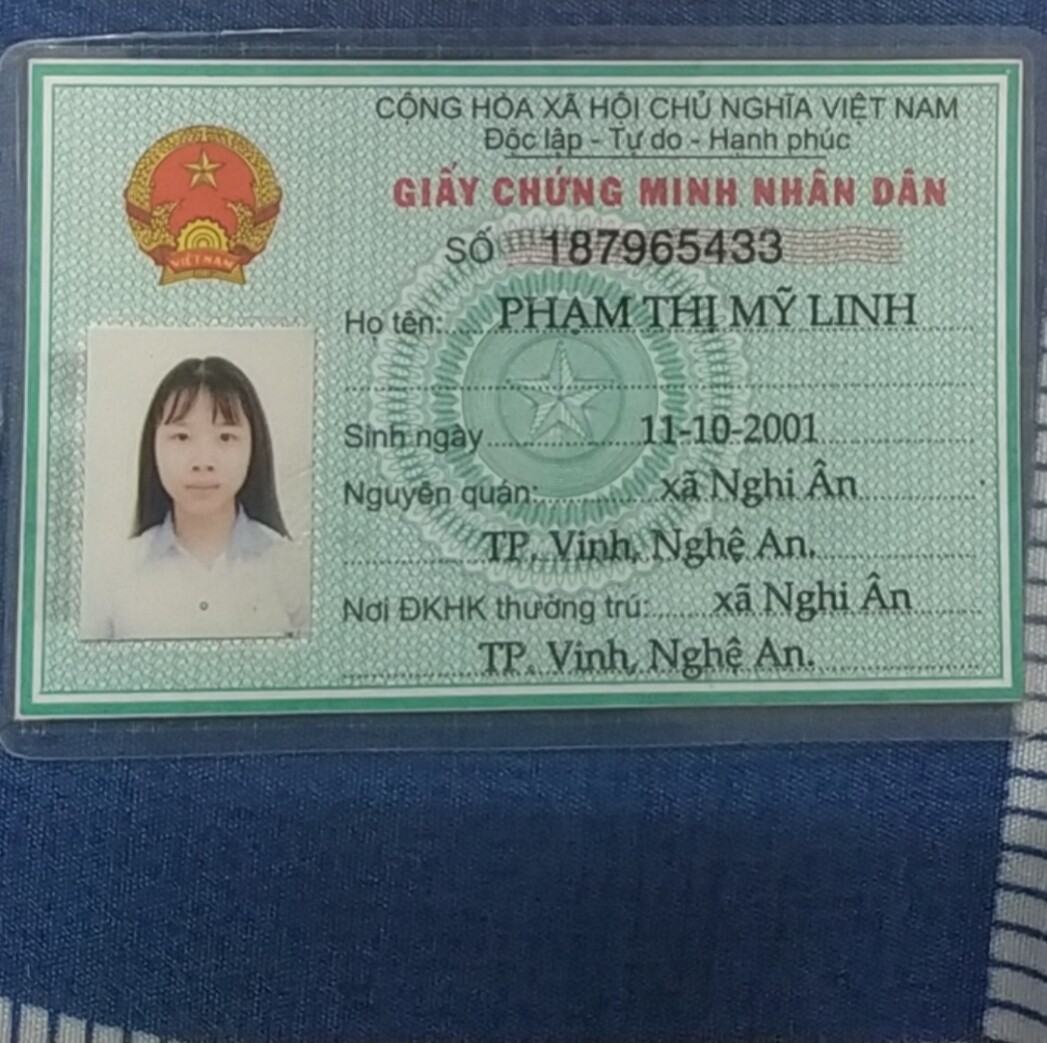 CỘNG HÒA XÃ HỘI CHỦ NGHĨA VIỆT NAM
Độc lập - Tự do - Hạnh phúc
GIẤY CHỨNG MINH NHÂN DÂN
SỐ 187965433
VIỆT NAM
Họ tên: PHẠM THỊ MỸ LINH
Sinh ngày 11-10-2001
Nguyên quán: xã Nghi Ân
TP. Vinh, Nghệ An.
Nơi ĐKHK thường trú: xã Nghi Ân
TP. Vinh, Nghệ An.